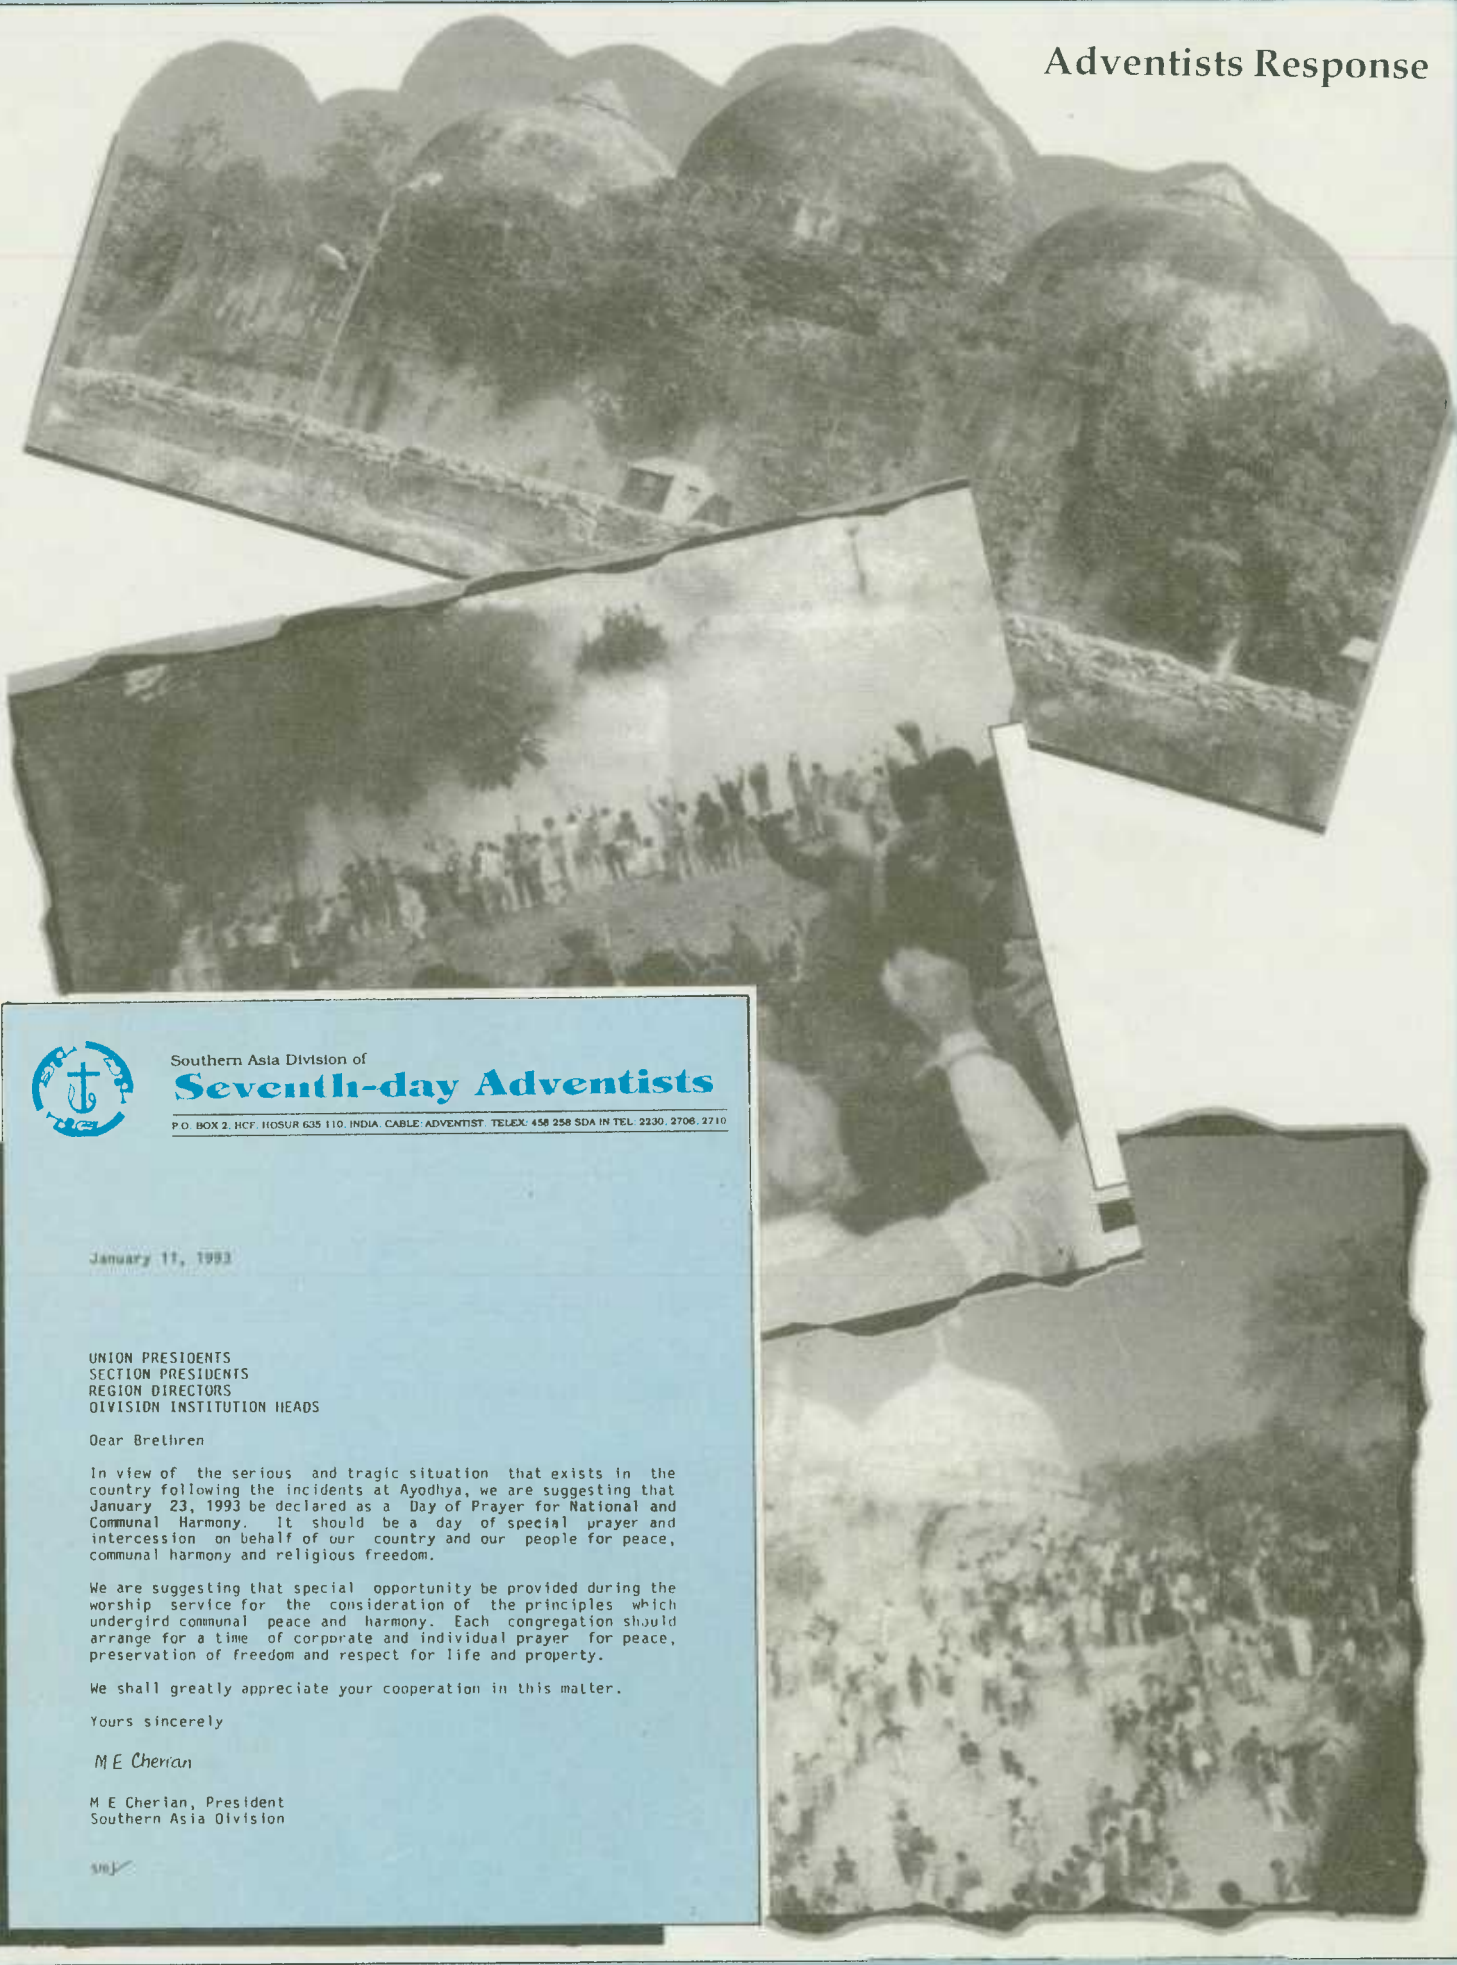 Adventists Response
Southern Asia Division of
Seventh-day Adventists
P.O. BOX 2, HCF, HOSUR 635 110, INDIA. CABLE: ADVENTIST. TELEX: 458 258 SDA IN TEL: 2230, 2706, 2710
January 11, 1993
UNION PRESIDENTS
SECTION PRESIDENTS
REGION DIRECTORS
DIVISION INSTITUTION HEADS
Dear Brethren
In view of the serious and tragic situation that exists in the
country following the incidents at Ayodhya, we are suggesting that
January 23, 1993 be declared as a Day of Prayer for National and
Communal Harmony. It should be a day of special prayer and
intercession on behalf of our country and our people for peace,
communal harmony and religious freedom.
We are suggesting that special opportunity be provided during the
worship service for the consideration of the principles which
undergird communal peace and harmony. Each congregation should
arrange for a time of corporate and individual prayer for peace,
preservation of freedom and respect for life and property.
We shall greatly appreciate your cooperation in this matter.
Yours sincerely
M E Cherian
M E Cherian, President
Southern Asia Division